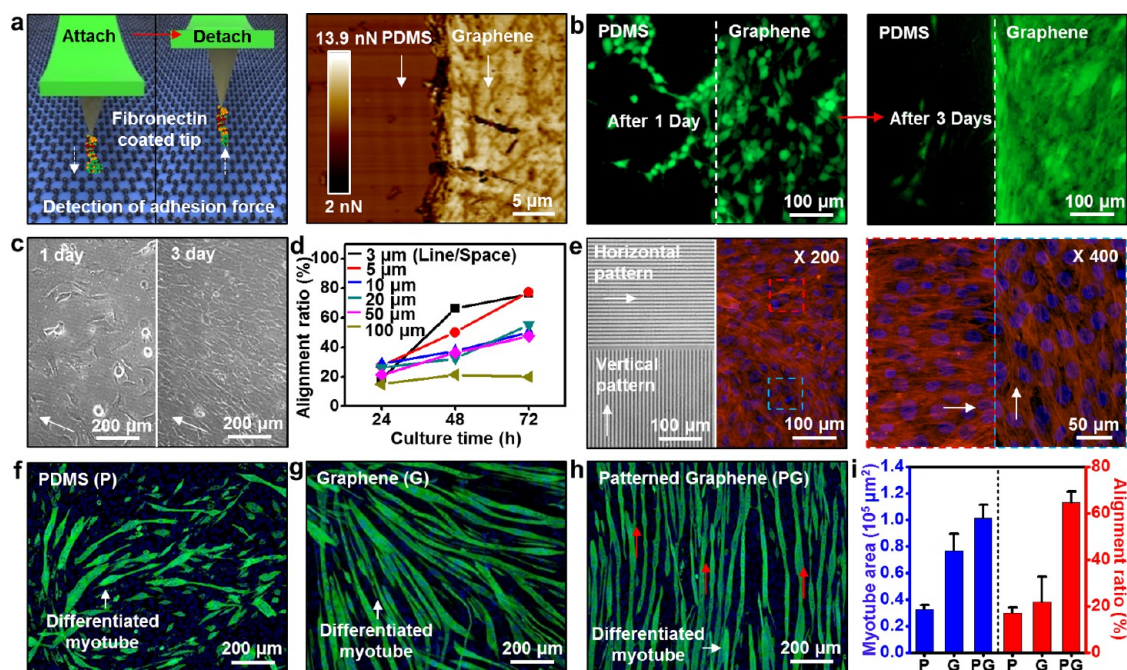 a
Attach
Detach
Fibronectin
coated tip
Detection of adhesion force
13.9 nN
PDMS
Graphene
2 nN
5 µm
b
PDMS
Graphene
After 1 Day
100 µm
PDMS
Graphene
After 3 Days
100 µm
c
1 day
3 day
200 µm
200 µm
d
Alignment ratio (%)
100
80
60
40
20
0
3 µm (Line/Space)
5 µm
10 µm
20 µm
50 µm
100 µm
24
48
72
Culture time (h)
e
Horizontal
pattern
Vertical
pattern
100 µm
X 200
100 µm
X 400
50 µm
f
PDMS (P)
Differentiated
myotube
200 µm
g
Graphene (G)
Differentiated
myotube
200 µm
h
Patterned Graphene (PG)
Differentiated
myotube
200 µm
i
Myotube area (10⁵ µm²)
1.4
1.2
1.0
0.8
0.6
0.4
0.2
0.0
P
G
PG
P
G
PG
80
60
40
20
0
Alignment ratio (%)